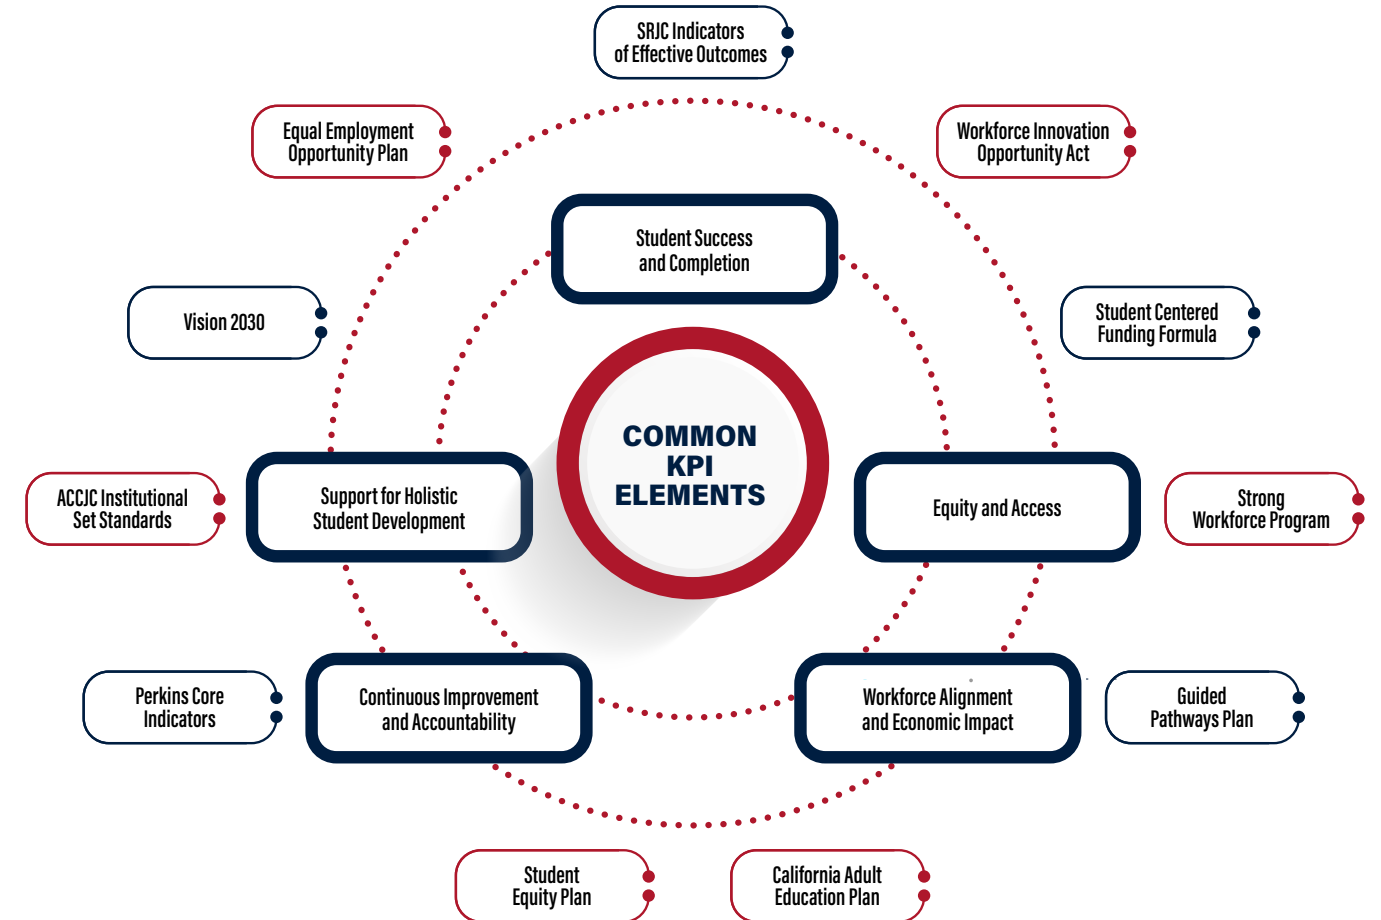 SRJC Indicators
of Effective Outcomes
Equal Employment
Opportunity Plan
Workforce Innovation
Opportunity Act
Student Success
and Completion
Vision 2030
Student Centered
Funding Formula
COMMON
KPI
ELEMENTS
ACCJC Institutional
Set Standards
Support for Holistic
Student Development
Equity and Access
Strong
Workforce Program
Perkins Core
Indicators
Continuous Improvement
and Accountability
Workforce Alignment
and Economic Impact
Guided
Pathways Plan
Student
Equity Plan
California Adult
Education Plan